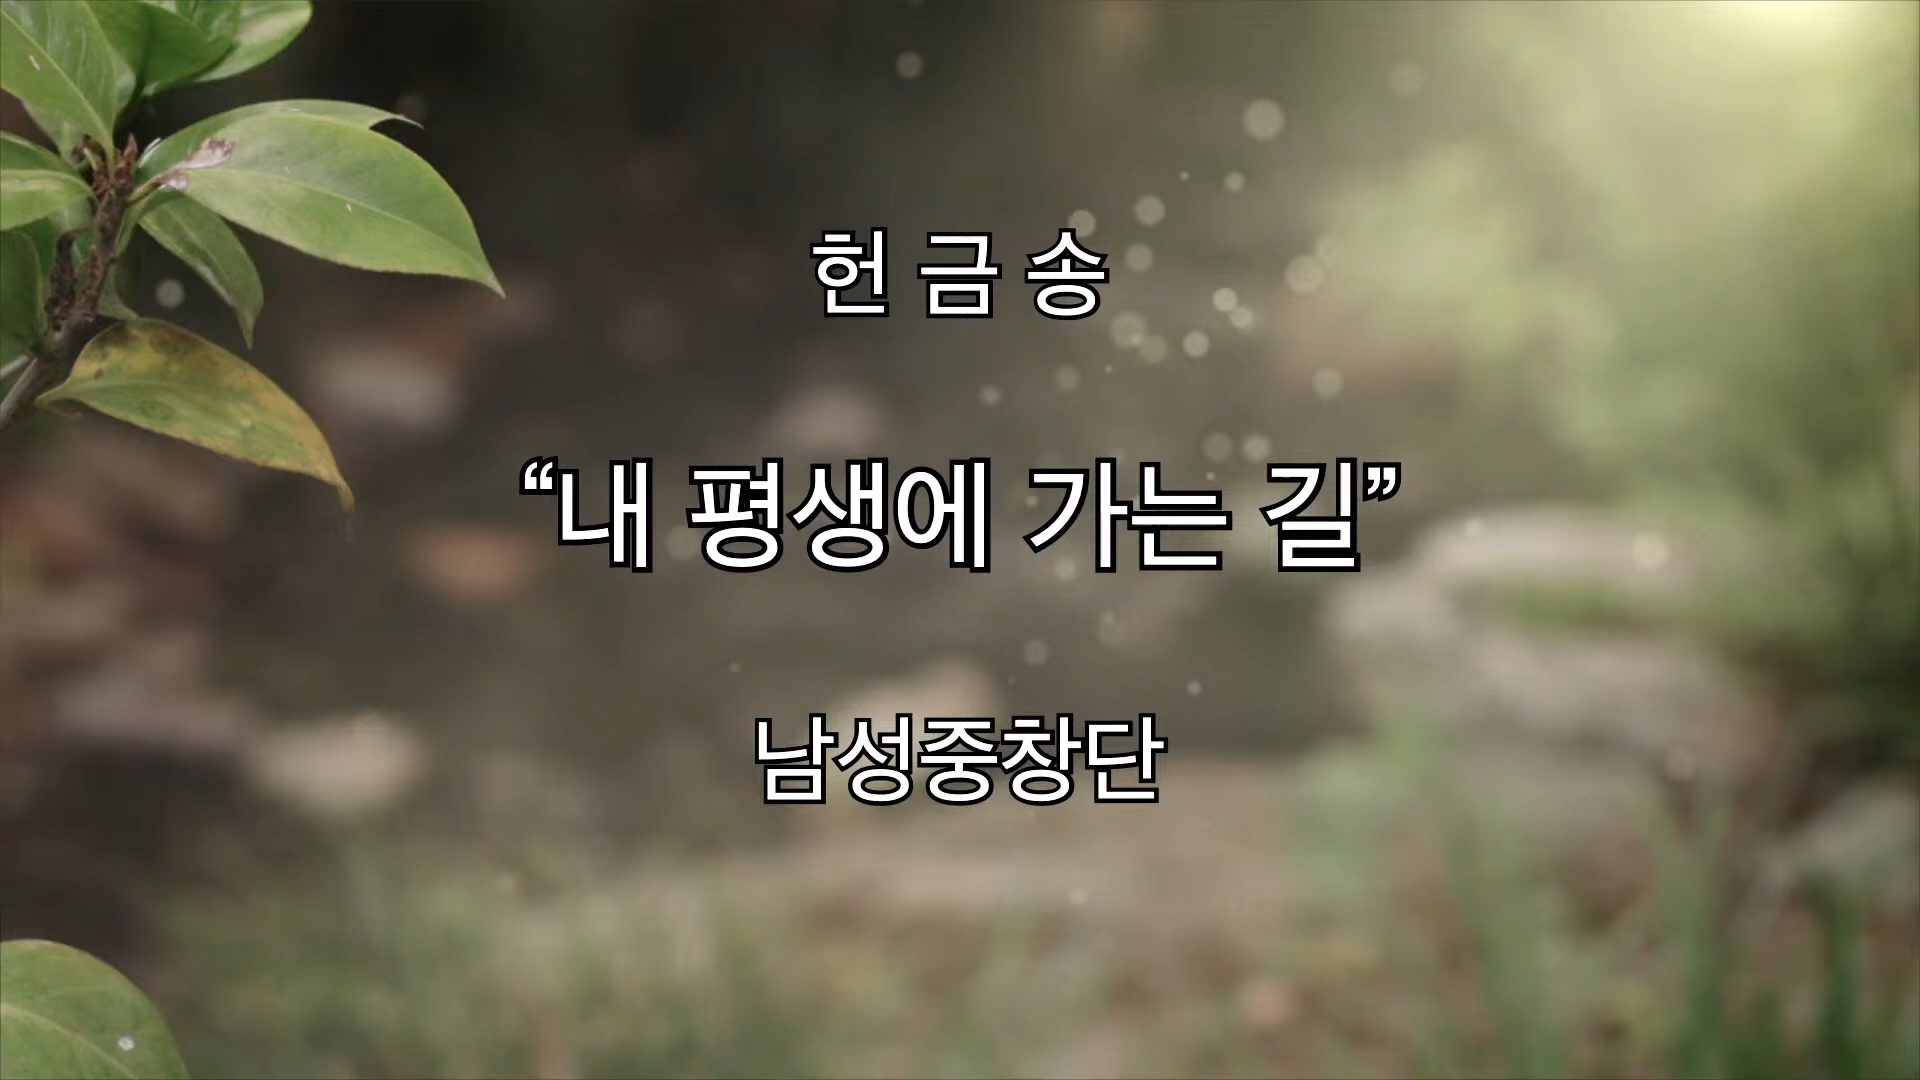 헌 금 송
“내 평생에 가는 길”
남성중창단